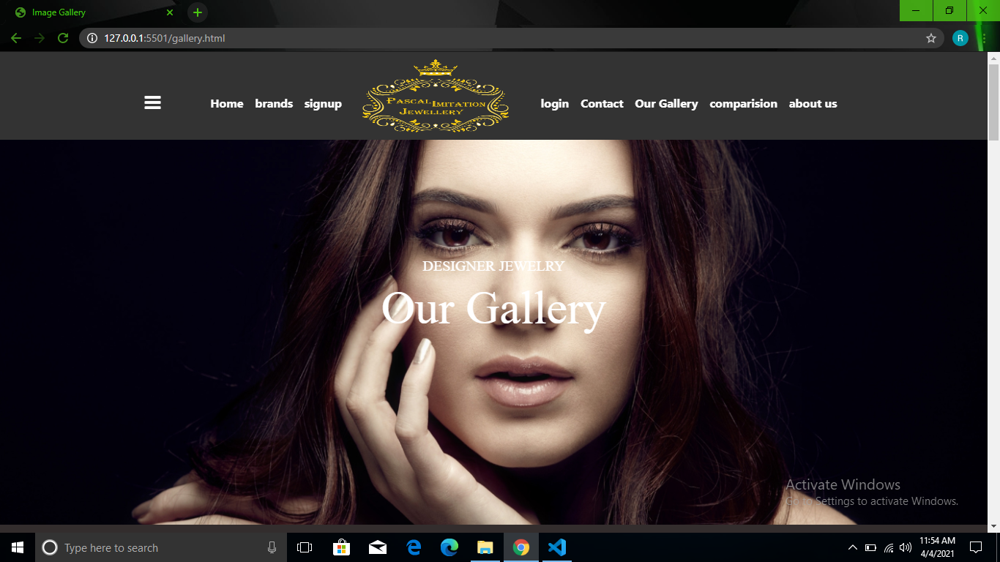 Image Gallery
127.0.0.1:5501/gallery.html
R
Home brands signup
PASCAL IMITATION
JEWELLERY
login Contact Our Gallery comparision about us
DESIGNER JEWELRY
Our Gallery
Activate Windows
Go to Settings to activate Windows.
Type here to search
11:54 AM
4/4/2021